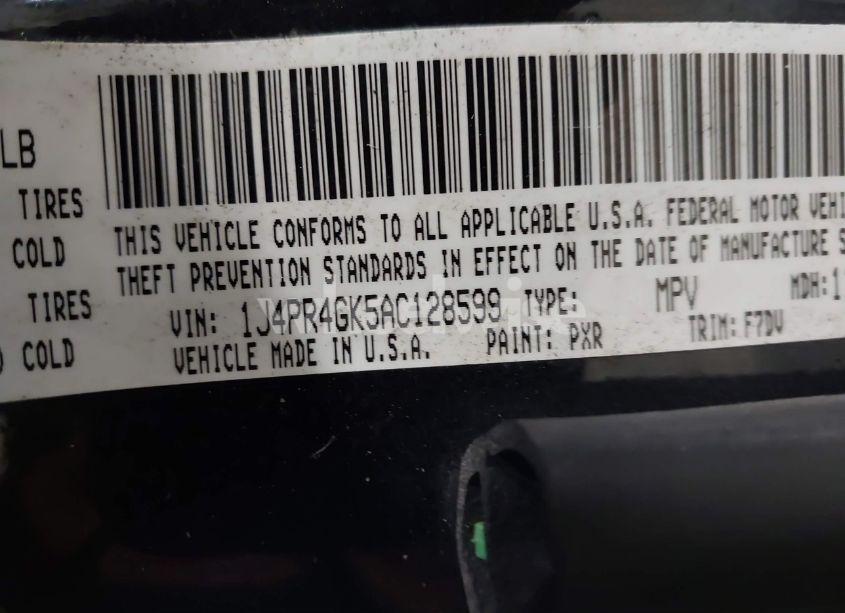 LB
TIRES
COLD
TIRES
COLD
THIS VEHICLE CONFORMS TO ALL APPLICABLE U.S.A. FEDERAL MOTOR VEHI
THEFT PREVENTION STANDARDS IN EFFECT ON THE DATE OF MANUFACTURE S
VIN: 1J4PR4GK5AC128599 TYPE: MPV MDH: 1
VEHICLE MADE IN U.S.A. PAINT: PXR TRIM: F7DV